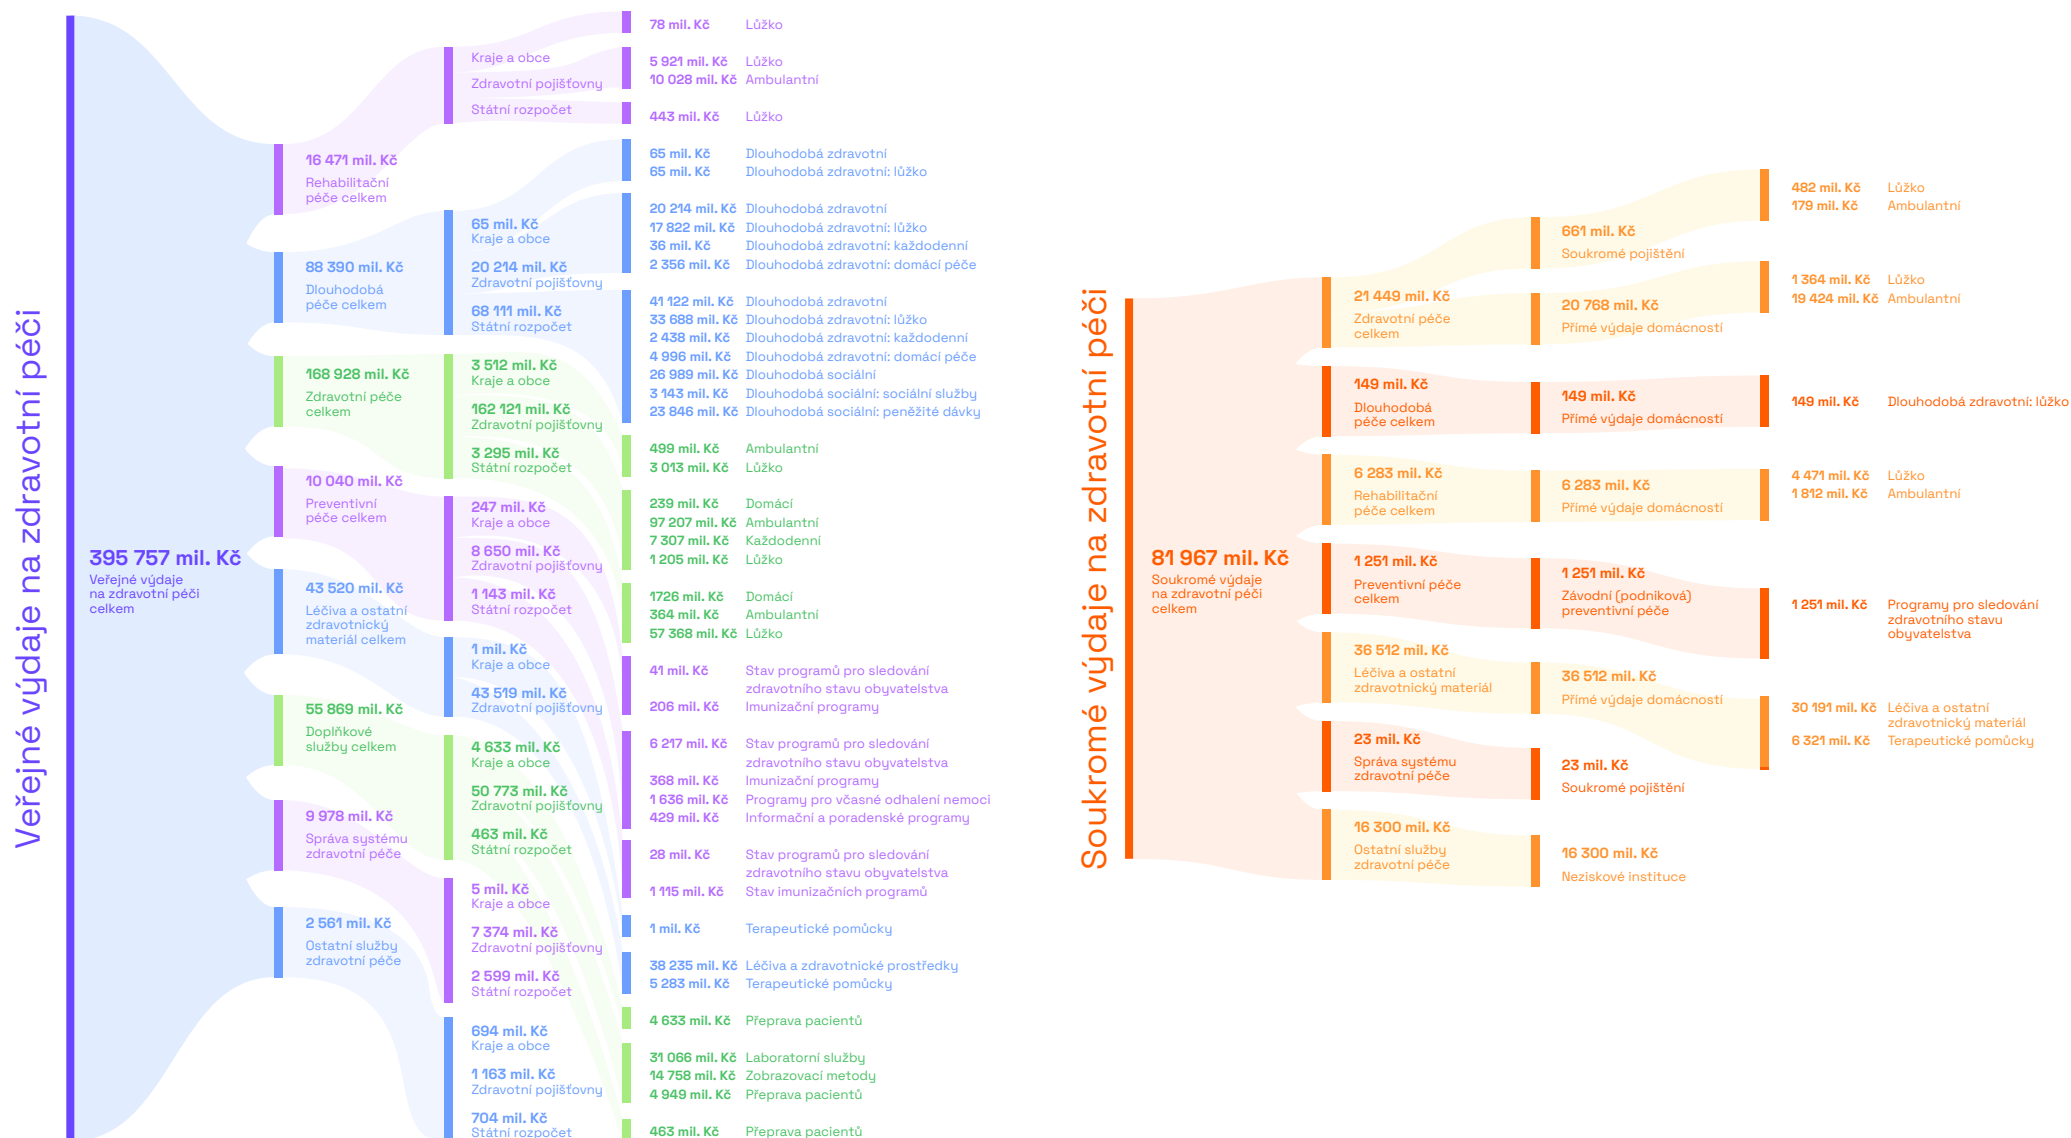 Veřejné výdaje na zdravotní péči
395 757 mil. Kč
Veřejné výdaje
na zdravotní péči
celkem
16 471 mil. Kč
Rehabilitační
péče celkem
88 390 mil. Kč
Dlouhodobá
péče celkem
168 928 mil. Kč
Zdravotní péče
celkem
10 040 mil. Kč
Preventivní
péče celkem
43 520 mil. Kč
Léčiva a ostatní
zdravotnický
materiál celkem
55 869 mil. Kč
Doplňkové
služby celkem
9 978 mil. Kč
Správa systému
zdravotní péče
2 561 mil. Kč
Ostatní služby
zdravotní péče
Kraje a obce
Zdravotní pojišťovny
Státní rozpočet
65 mil. Kč
Kraje a obce
20 214 mil. Kč
Zdravotní pojišťovny
68 111 mil. Kč
Státní rozpočet
3 512 mil. Kč
Kraje a obce
162 121 mil. Kč
Zdravotní pojišťovny
3 295 mil. Kč
Státní rozpočet
247 mil. Kč
Kraje a obce
8 650 mil. Kč
Zdravotní pojišťovny
1 143 mil. Kč
Státní rozpočet
1 mil. Kč
Kraje a obce
43 519 mil. Kč
Zdravotní pojišťovny
4 633 mil. Kč
Kraje a obce
50 773 mil. Kč
Zdravotní pojišťovny
463 mil. Kč
Státní rozpočet
5 mil. Kč
Kraje a obce
7 374 mil. Kč
Zdravotní pojišťovny
2 599 mil. Kč
Státní rozpočet
694 mil. Kč
Kraje a obce
1 163 mil. Kč
Zdravotní pojišťovny
704 mil. Kč
Státní rozpočet
78 mil. Kč Lůžko
5 921 mil. Kč Lůžko
10 028 mil. Kč Ambulantní
443 mil. Kč Lůžko
65 mil. Kč Dlouhodobá zdravotní
65 mil. Kč Dlouhodobá zdravotní: lůžko
20 214 mil. Kč Dlouhodobá zdravotní
17 822 mil. Kč Dlouhodobá zdravotní: lůžko
36 mil. Kč Dlouhodobá zdravotní: každodenní
2 356 mil. Kč Dlouhodobá zdravotní: domácí péče
41 122 mil. Kč Dlouhodobá zdravotní
33 688 mil. Kč Dlouhodobá zdravotní: lůžko
2 438 mil. Kč Dlouhodobá zdravotní: každodenní
4 996 mil. Kč Dlouhodobá zdravotní: domácí péče
26 989 mil. Kč Dlouhodobá sociální
3 143 mil. Kč Dlouhodobá sociální: sociální služby
23 846 mil. Kč Dlouhodobá sociální: peněžité dávky
499 mil. Kč Ambulantní
3 013 mil. Kč Lůžko
239 mil. Kč Domácí
97 207 mil. Kč Ambulantní
7 307 mil. Kč Každodenní
1 205 mil. Kč Lůžko
1726 mil. Kč Domácí
364 mil. Kč Ambulantní
57 368 mil. Kč Lůžko
41 mil. Kč Stav programů pro sledování
zdravotního stavu obyvatelstva
206 mil. Kč Imunizační programy
6 217 mil. Kč Stav programů pro sledování
zdravotního stavu obyvatelstva
368 mil. Kč Imunizační programy
1 636 mil. Kč Programy pro včasné odhalení nemoci
429 mil. Kč Informační a poradenské programy
28 mil. Kč Stav programů pro sledování
zdravotního stavu obyvatelstva
1 115 mil. Kč Stav imunizačních programů
1 mil. Kč Terapeutické pomůcky
38 235 mil. Kč Léčiva a zdravotnické prostředky
5 283 mil. Kč Terapeutické pomůcky
4 633 mil. Kč Přeprava pacientů
31 066 mil. Kč Laboratorní služby
14 758 mil. Kč Zobrazovací metody
4 949 mil. Kč Přeprava pacientů
463 mil. Kč Přeprava pacientů
Soukromé výdaje na zdravotní péči
81 967 mil. Kč
Soukromé výdaje
na zdravotní péči
celkem
21 449 mil. Kč
Zdravotní péče
celkem
149 mil. Kč
Dlouhodobá
péče celkem
6 283 mil. Kč
Rehabilitační
péče celkem
1 251 mil. Kč
Preventivní péče
celkem
36 512 mil. Kč
Léčiva a ostatní
zdravotnický materiál
23 mil. Kč
Správa systému
zdravotní péče
16 300 mil. Kč
Ostatní služby
zdravotní péče
661 mil. Kč
Soukromé pojištění
20 768 mil. Kč
Přímé výdaje domácností
149 mil. Kč
Přímé výdaje domácností
6 283 mil. Kč
Přímé výdaje domácností
1 251 mil. Kč
Závodní (podniková)
preventivní péče
36 512 mil. Kč
Přímé výdaje domácností
23 mil. Kč
Soukromé pojištění
16 300 mil. Kč
Neziskové instituce
482 mil. Kč Lůžko
179 mil. Kč Ambulantní
1 364 mil. Kč Lůžko
19 424 mil. Kč Ambulantní
149 mil. Kč Dlouhodobá zdravotní: lůžko
4 471 mil. Kč Lůžko
1 812 mil. Kč Ambulantní
1 251 mil. Kč Programy pro sledování
zdravotního stavu
obyvatelstva
30 191 mil. Kč Léčiva a ostatní
zdravotnický materiál
6 321 mil. Kč Terapeutické pomůcky